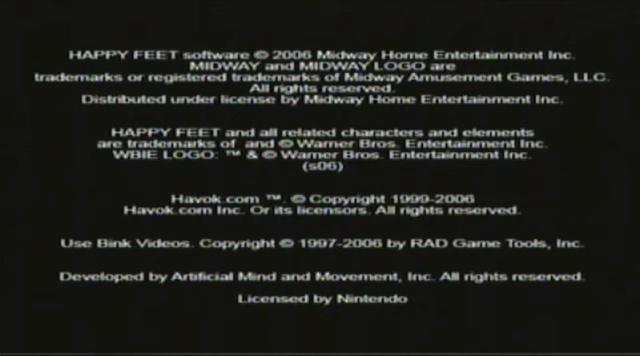 HAPPY FEET software © 2006 Midway Home Entertainment Inc.
MIDWAY and MIDWAY LOGO are
trademarks or registered trademarks of Midway Amusement Games, LLC.
All rights reserved.
Distributed under license by Midway Home Entertainment Inc.
HAPPY FEET and all related characters and elements
are trademarks of and © Warner Bros. Entertainment Inc.
WBIE LOGO: ™ & © Warner Bros. Entertainment Inc.
(s06)
Havok.com ™. © Copyright 1999-2006
Havok.com Inc. Or its licensors. All rights reserved.
Use Bink Videos. Copyright © 1997-2006 by RAD Game Tools, Inc.
Developed by Artificial Mind and Movement, Inc. All rights reserved.
Licensed by Nintendo